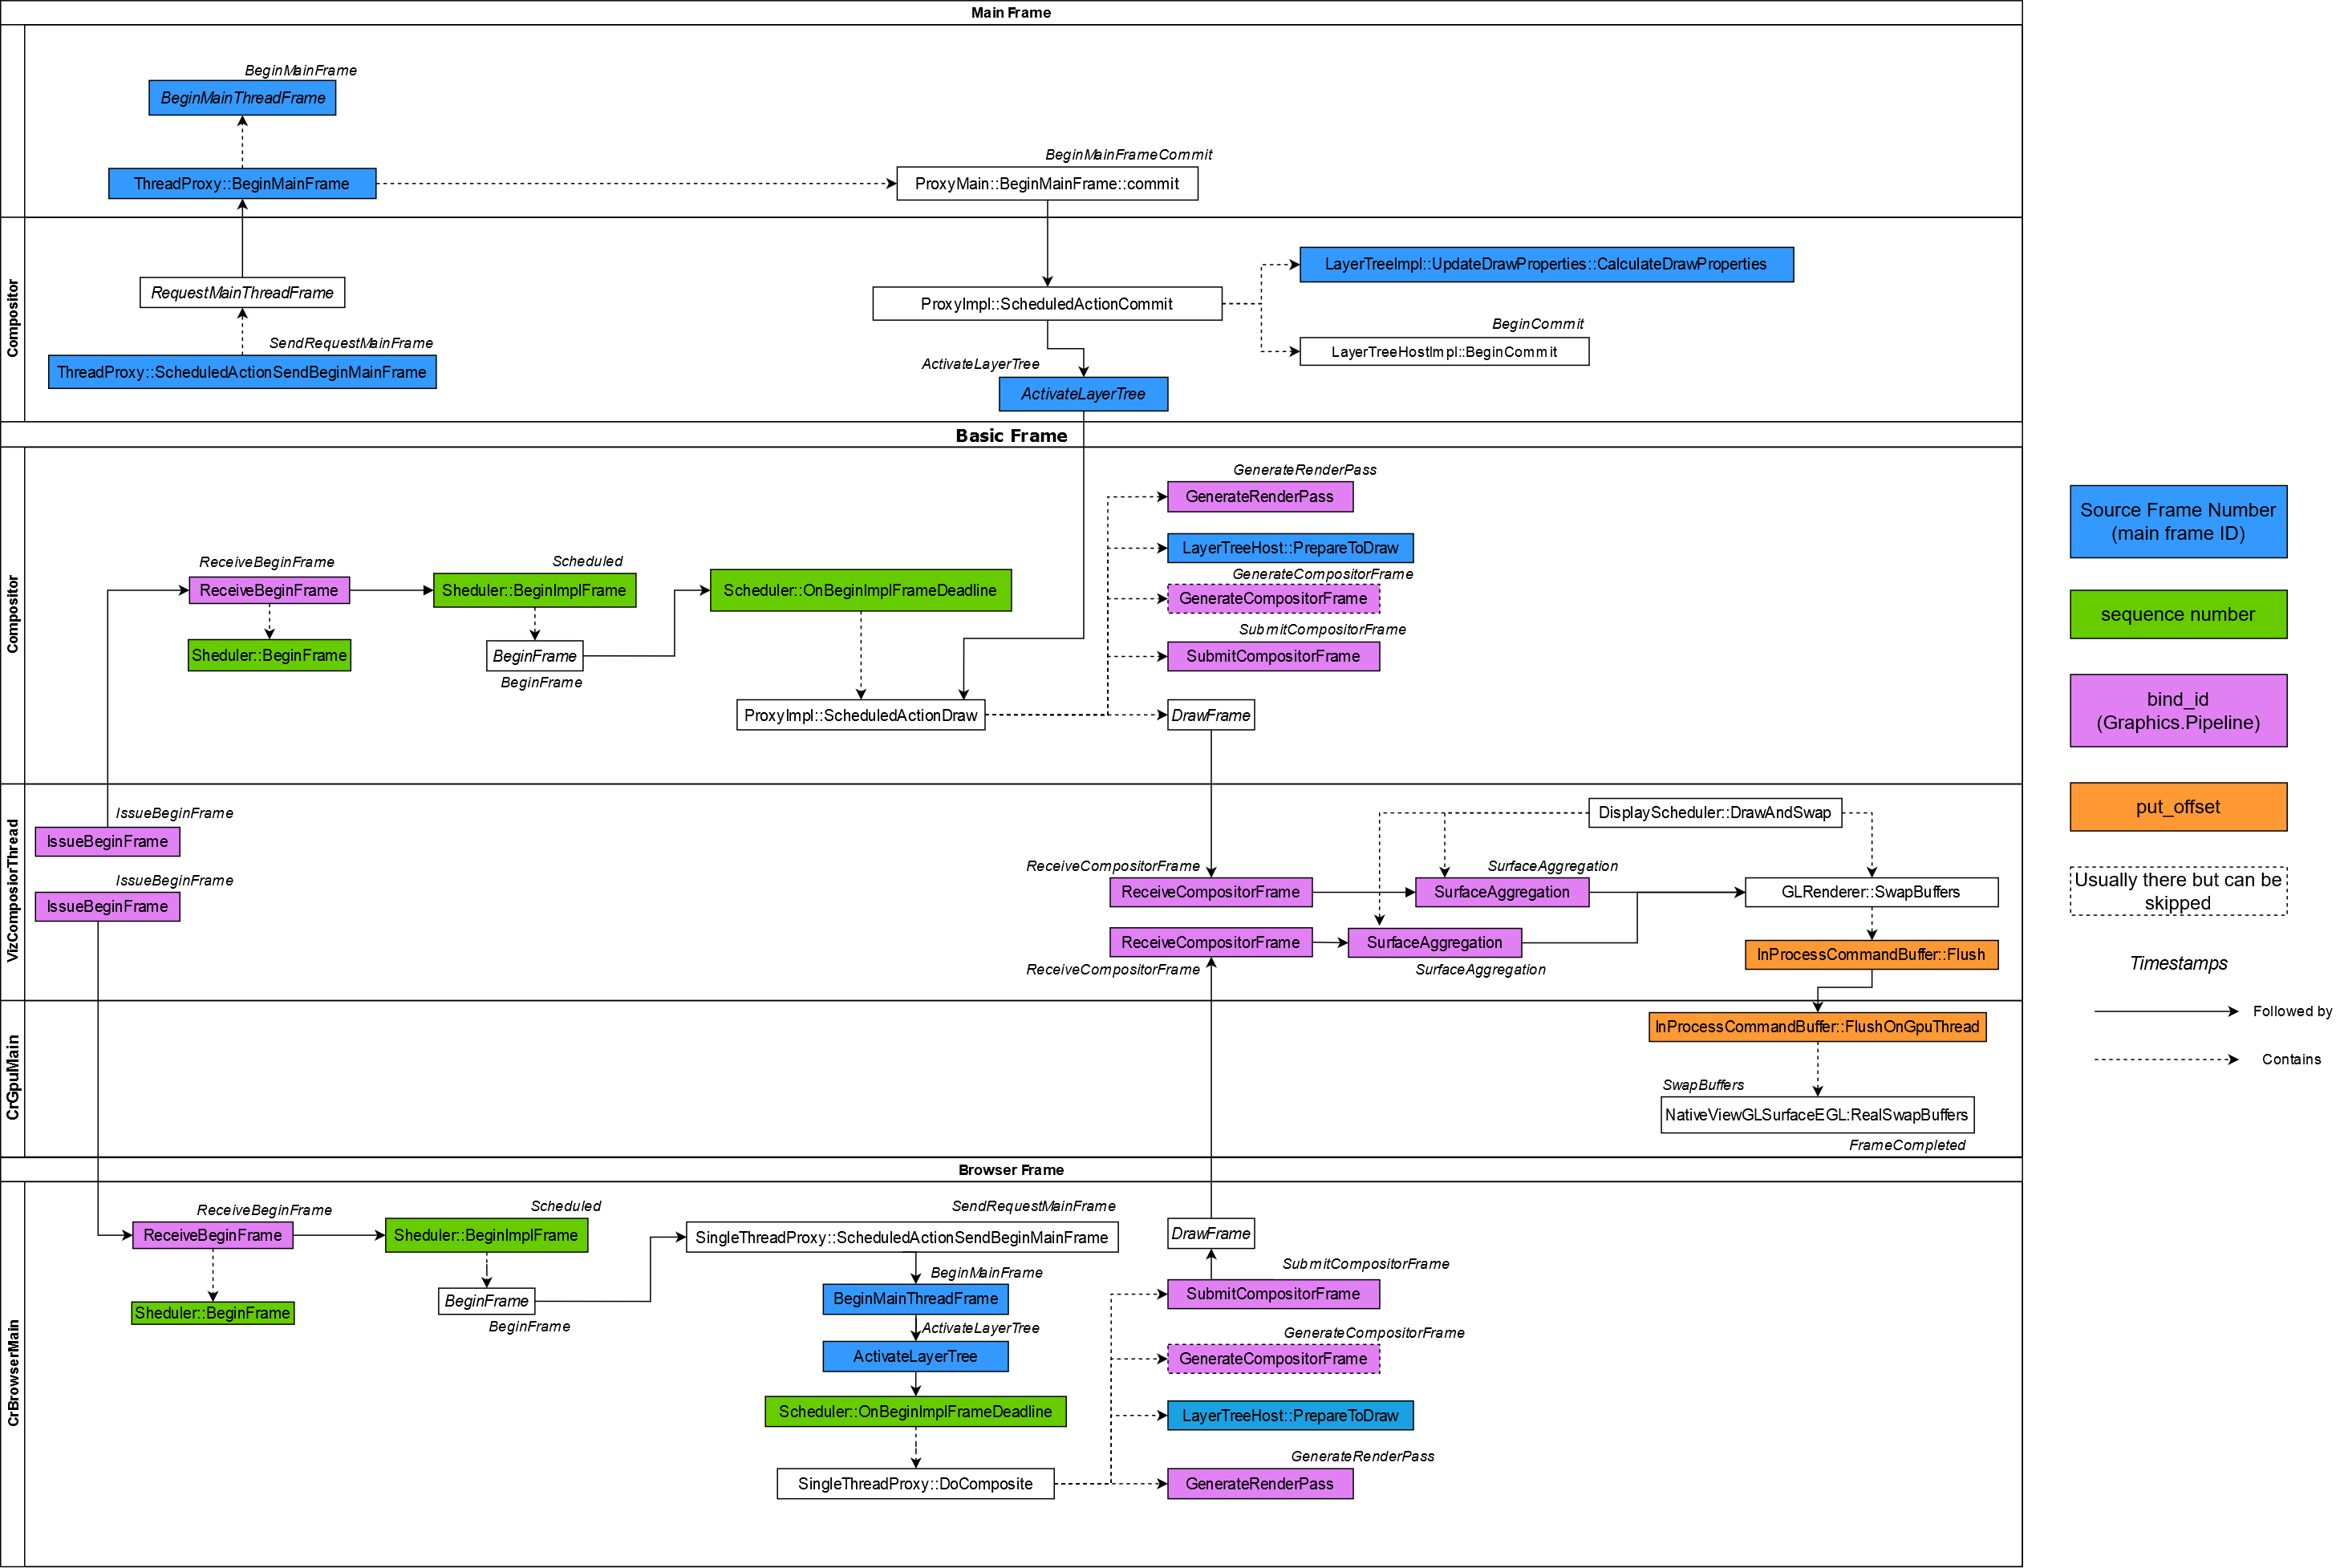 Main Frame
BeginMainFrame
BeginMainThreadFrame
BeginMainFrameCommit
ThreadProxy::BeginMainFrame
ProxyMain::BeginMainFrame::commit
Compositor
LayerTreeImpl::UpdateDrawProperties::CalculateDrawProperties
RequestMainThreadFrame
ProxyImpl::ScheduledActionCommit
BeginCommit
SendRequestMainFrame
LayerTreeHostImpl::BeginCommit
ActivateLayerTree
ThreadProxy::ScheduledActionSendBeginMainFrame
ActivateLayerTree
Basic Frame
Compositor
GenerateRenderPass
GenerateRenderPass
LayerTreeHost::PrepareToDraw
ReceiveBeginFrame
Scheduled
GenerateCompositorFrame
ReceiveBeginFrame
Sheduler::BeginImplFrame
Scheduler::OnBeginImplFrameDeadline
GenerateCompositorFrame
SubmitCompositorFrame
Sheduler::BeginFrame
BeginFrame
SubmitCompositorFrame
BeginFrame
ProxyImpl::ScheduledActionDraw
DrawFrame
VizComposiorThread
IssueBeginFrame
DisplayScheduler::DrawAndSwap
IssueBeginFrame
ReceiveCompositorFrame
SurfaceAggregation
IssueBeginFrame
ReceiveCompositorFrame
SurfaceAggregation
GLRenderer::SwapBuffers
IssueBeginFrame
ReceiveCompositorFrame
SurfaceAggregation
InProcessCommandBuffer::Flush
ReceiveCompositorFrame
SurfaceAggregation
CrGpuMain
InProcessCommandBuffer::FlushOnGpuThread
SwapBuffers
NativeViewGLSurfaceEGL:RealSwapBuffers
FrameCompleted
Browser Frame
CrBrowserMain
ReceiveBeginFrame
Scheduled
SendRequestMainFrame
ReceiveBeginFrame
Sheduler::BeginImplFrame
SingleThreadProxy::ScheduledActionSendBeginMainFrame
DrawFrame
BeginMainFrame
SubmitCompositorFrame
Sheduler::BeginFrame
BeginFrame
BeginMainThreadFrame
SubmitCompositorFrame
BeginFrame
ActivateLayerTree
GenerateCompositorFrame
ActivateLayerTree
GenerateCompositorFrame
Scheduler::OnBeginImplFrameDeadline
LayerTreeHost::PrepareToDraw
GenerateRenderPass
SingleThreadProxy::DoComposite
GenerateRenderPass
Source Frame Number
(main frame ID)
sequence number
bind_id
(Graphics.Pipeline)
put_offset
Usually there but can be
skipped
Timestamps
Followed by
Contains